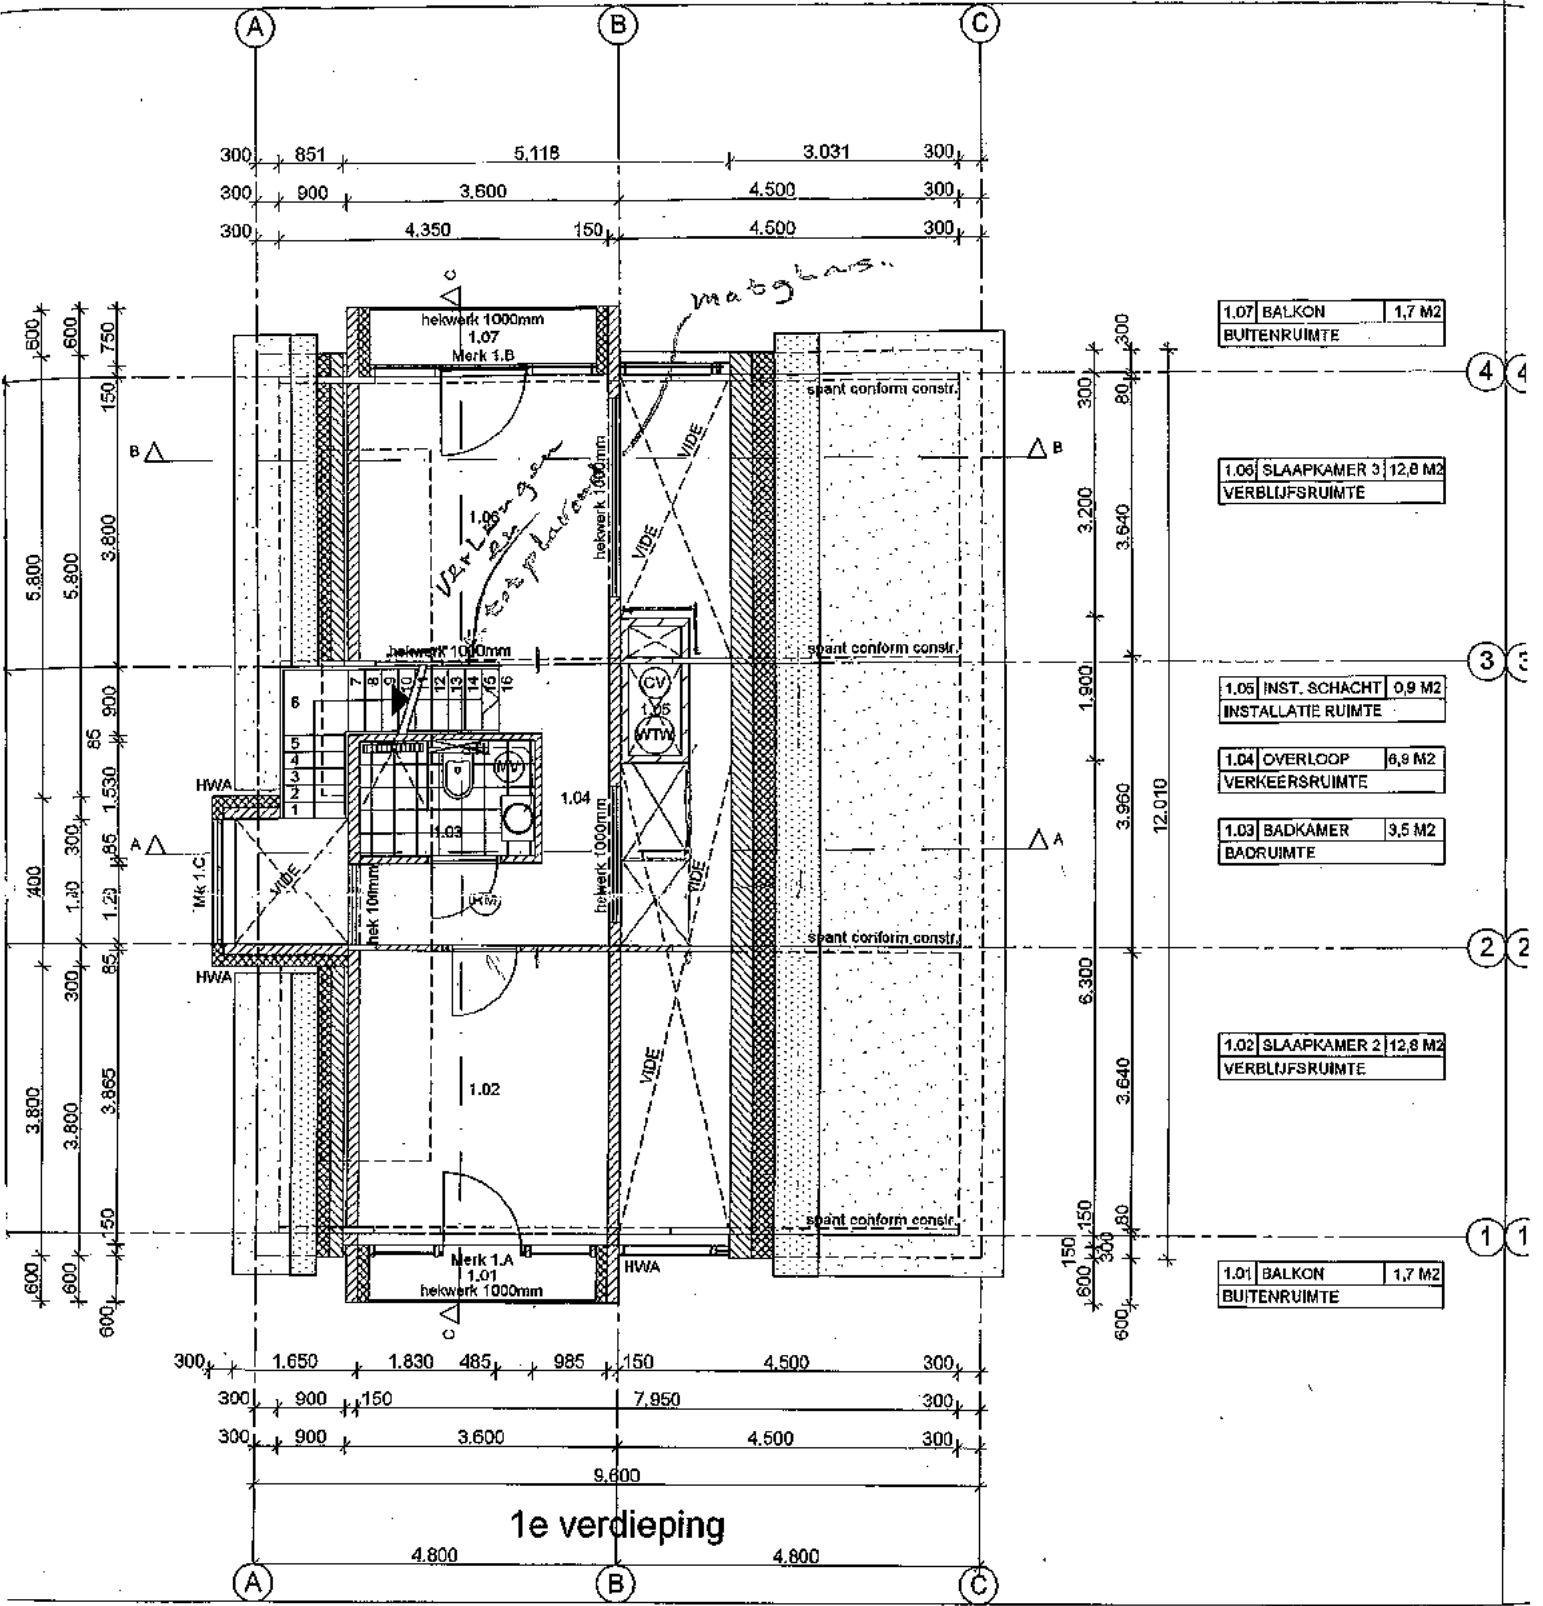 A B C
300 851 5.118 3.031 300
300 900 3.600 4.500 300
300 4.350 150 4.500 300
matglas.
C
hekwerk 1000mm
1.07
Merk 1.B
1.07 BALKON 1,7 M2
BUITENRUIMTE
600 600 750 300
4 4
150 300 80
spant conform constr.
VIDE
B B
1.06 SLAAPKAMER 3 12,8 M2
VERBLIJFSRUIMTE
hekwerk 1000mm
verlengen
en
1.06
3.200 3.640
5.800 5.800 3.800
VIDE
hekwerk 1000mm
spant conform constr.
3 3
6 7 8 9 10 11 12 13 14 15 16
CV
1.05
WTW
1.900
1.05 INST. SCHACHT 0,9 M2
INSTALLATIE RUIMTE
900
85
5
4
3
2
1
MV
HWA
1.530
1.04
1.04 OVERLOOP 6,9 M2
VERKEERSRUIMTE
3.960 12.010
1.03
300
A A
1.03 BADKAMER 3,5 M2
BADRUIMTE
hekwerk 1000mm
Mk 1.C
VIDE
hek 100mm
VIDE
spant conform constr.
2 2
HWA
85
300
6.300
1.02 SLAAPKAMER 2 12,8 M2
VERBLIJFSRUIMTE
VIDE
1.02
3.800 3.800 3.865 3.640
150 150 80
spant conform constr.
1 1
150 300
Merk 1.A
1.01
hekwerk 1000mm
HWA
1.01 BALKON 1,7 M2
BUITENRUIMTE
600 600 600 600 600
C
300 1.650 1.830 485 985 150 4.500 300
300 900 150 7.950 300
300 900 3.600 4.500 300
9.600
1e verdieping
4.800 4.800
A B C